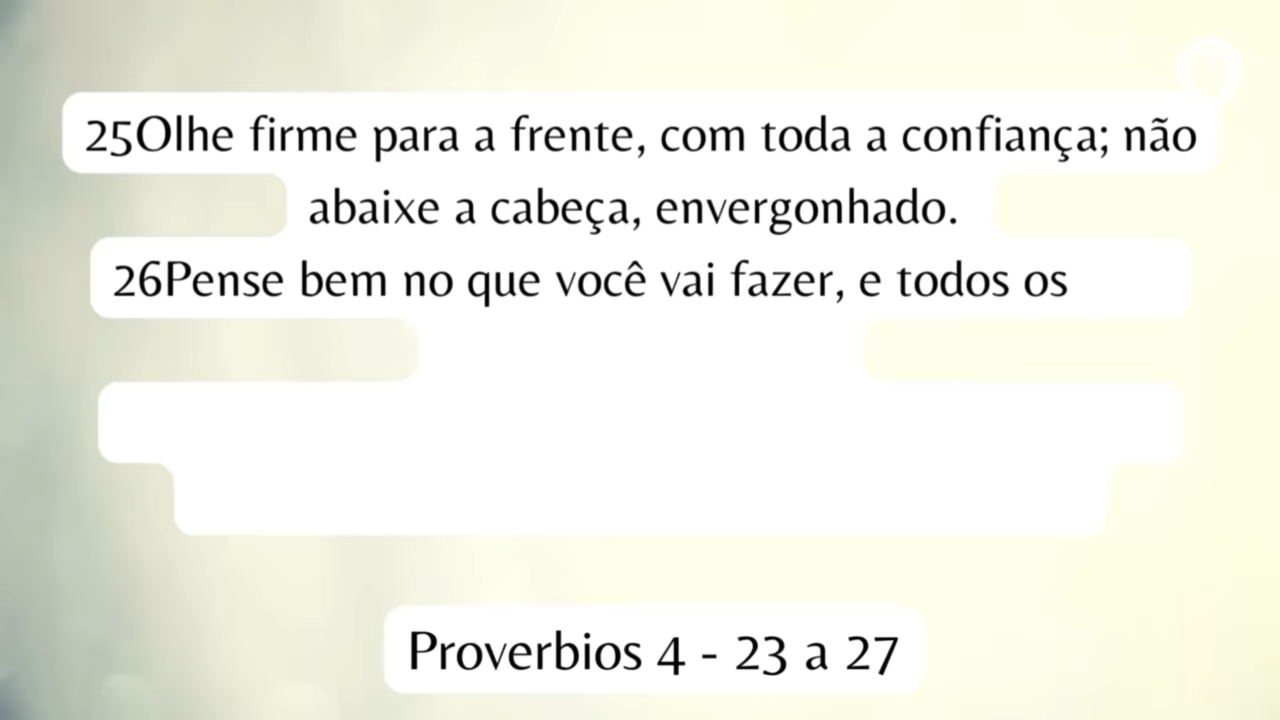 25Olhe firme para a frente, com toda a confiança; não
abaixe a cabeça, envergonhado.
26Pense bem no que você vai fazer, e todos os
Proverbios 4 - 23 a 27